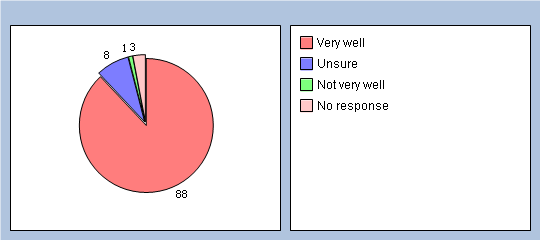 8 1 3
88
Very well
Unsure
Not very well
No response